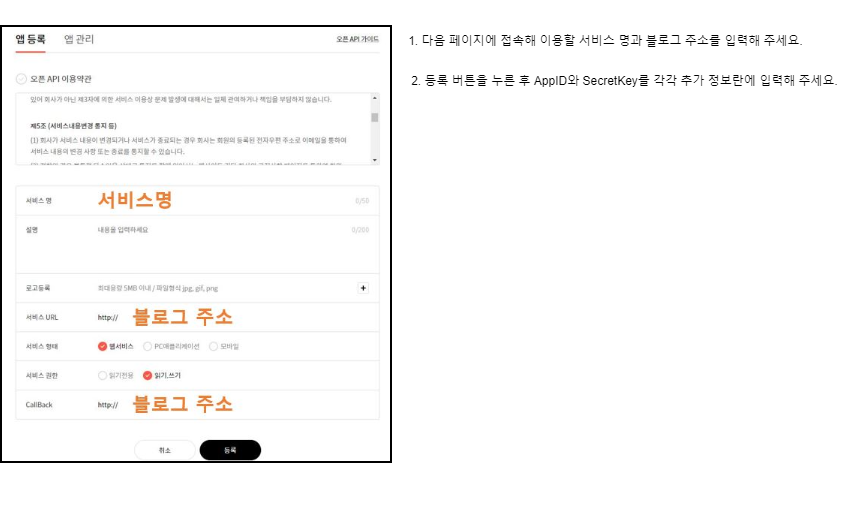 앱 등록 앱 관리 오픈 API 가이드
오픈 API 이용약관
있어 회사가 아닌 제3자에 의한 서비스 이용상 문제 발생에 대해서는 일체 관여하거나 책임을 부담하지 않습니다.
제5조 (서비스내용변경 통지 등)
(1) 회사가 서비스 내용이 변경되거나 서비스가 종료되는 경우 회사는 회원의 등록된 전자우편 주소로 이메일을 통하여
서비스 내용의 변경 사항 또는 종료를 통지할 수 있습니다.
서비스 명 서비스명 0/50
설명 내용을 입력하세요 0/200
로고등록 최대용량 5MB 이내 / 파일형식 jpg, gif, png +
서비스 URL http:// 블로그 주소
서비스 형태 웹서비스 PC애플리케이션 모바일
서비스 권한 읽기전용 읽기,쓰기
CallBack http:// 블로그 주소
취소 등록
1. 다음 페이지에 접속해 이용할 서비스 명과 블로그 주소를 입력해 주세요.
2. 등록 버튼을 누른 후 AppID와 SecretKey를 각각 추가 정보란에 입력해 주세요.